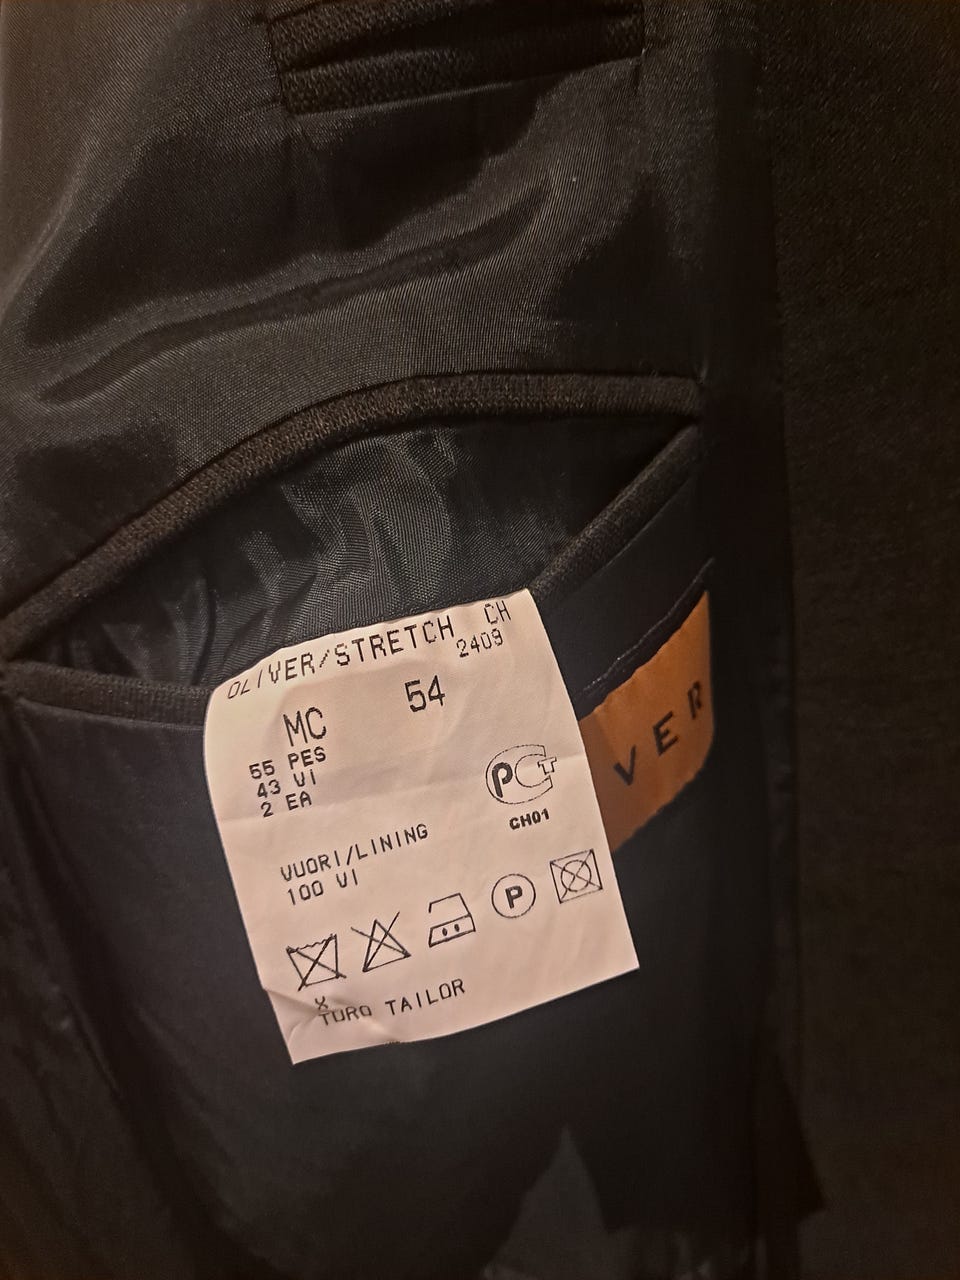 OLIVER/STRETCH CH
2409
MC 54
55 PES
43 VI
2 EA
PCT
CH01
VUORI/LINING
100 VI
P
X
TURO TAILOR
VER